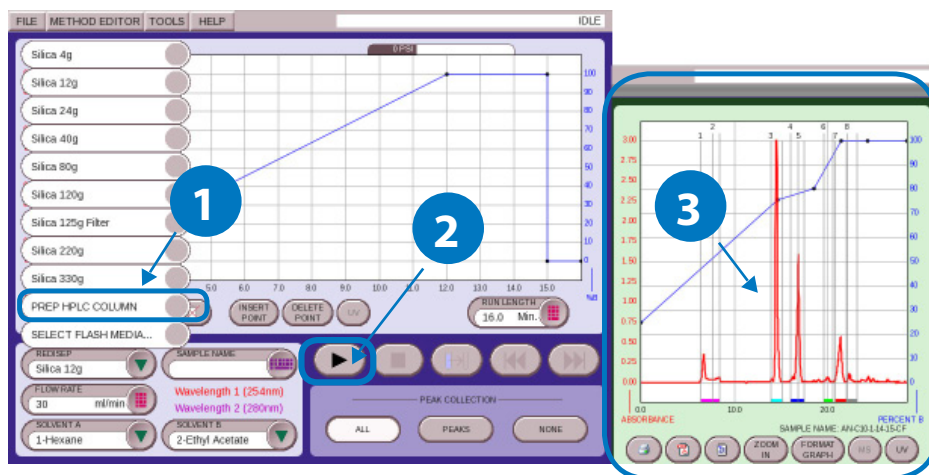 FILE METHOD EDITOR TOOLS HELP IDLE
0 PSI
Silica 4g
Silica 12g
Silica 24g
Silica 40g
Silica 80g
Silica 120g
Silica 125g Filter
Silica 220g
Silica 330g
PREP HPLC COLUMN
SELECT FLASH MEDIA...
1
2
3
100
90
80
70
60
50
40
30
20
10
0
%B
5.0 6.0 7.0 8.0 9.0 10.0 11.0 12.0 13.0 14.0 15.0
INSERT POINT
DELETE POINT
UV
RUN LENGTH
16.0 Min.
REDISEP
Silica 12g
SAMPLE NAME
FLOW RATE
30 ml/min
Wavelength 1 (254nm)
Wavelength 2 (280nm)
SOLVENT A
1-Hexane
SOLVENT B
2-Ethyl Acetate
PEAK COLLECTION
ALL PEAKS NONE
1 2 3 4 5 6 7 8
3.00
2.75
2.50
2.25
2.00
1.75
1.50
1.25
1.00
0.75
0.50
0.25
0.00
100
90
80
70
60
50
40
30
20
10
0
0.0 10.0 20.0
ABSORBANCE PERCENT B
SAMPLE NAME: AN-C10-1-14-15-CF
ZOOM IN
FORMAT GRAPH
MS
UV